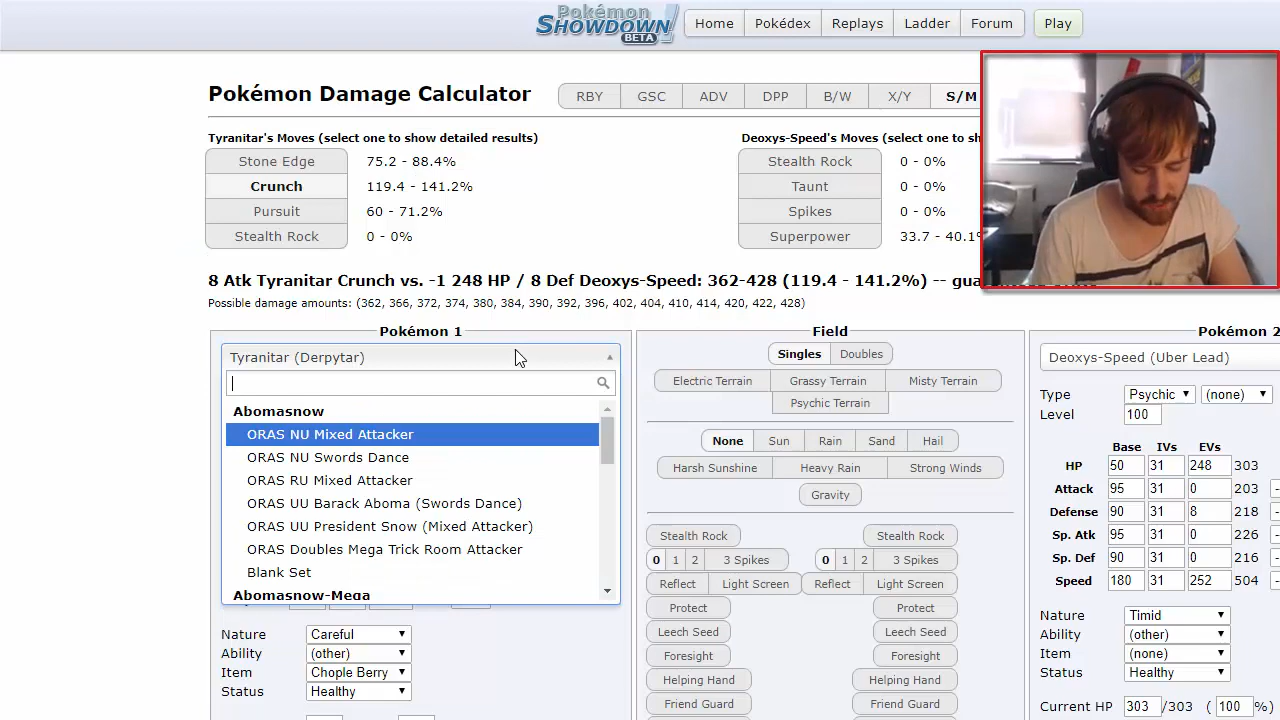 Pokémon
SHOWDOWN!
BETA
Home Pokédex Replays Ladder Forum Play
Pokémon Damage Calculator
RBY GSC ADV DPP B/W X/Y S/M
Tyranitar's Moves (select one to show detailed results)
Stone Edge 75.2 - 88.4%
Crunch 119.4 - 141.2%
Pursuit 60 - 71.2%
Stealth Rock 0 - 0%
Deoxys-Speed's Moves (select one to
Stealth Rock 0 - 0%
Taunt 0 - 0%
Spikes 0 - 0%
Superpower 33.7 - 40.1%
8 Atk Tyranitar Crunch vs. -1 248 HP / 8 Def Deoxys-Speed: 362-428 (119.4 - 141.2%) --
Possible damage amounts: (362, 366, 372, 374, 380, 384, 390, 392, 396, 402, 404, 410, 414, 420, 422, 428)
Pokémon 1
Tyranitar (Derpytar)
Abomasnow
ORAS NU Mixed Attacker
ORAS NU Swords Dance
ORAS RU Mixed Attacker
ORAS UU Barack Aboma (Swords Dance)
ORAS UU President Snow (Mixed Attacker)
ORAS Doubles Mega Trick Room Attacker
Blank Set
Abomasnow-Mega
Nature Careful
Ability (other)
Item Chople Berry
Status Healthy
Field
Singles Doubles
Electric Terrain Grassy Terrain Misty Terrain
Psychic Terrain
None Sun Rain Sand Hail
Harsh Sunshine Heavy Rain Strong Winds
Gravity
Stealth Rock Stealth Rock
0 1 2 3 Spikes 0 1 2 3 Spikes
Reflect Light Screen Reflect Light Screen
Protect Protect
Leech Seed Leech Seed
Foresight Foresight
Helping Hand Helping Hand
Friend Guard Friend Guard
Pokémon 2
Deoxys-Speed (Uber Lead)
Type Psychic (none)
Level 100
Base IVs EVs
HP 50 31 248 303
Attack 95 31 0 203
Defense 90 31 8 218
Sp. Atk 95 31 0 226
Sp. Def 90 31 0 216
Speed 180 31 252 504
Nature Timid
Ability (other)
Item (none)
Status Healthy
Current HP 303 /303 ( 100 %)